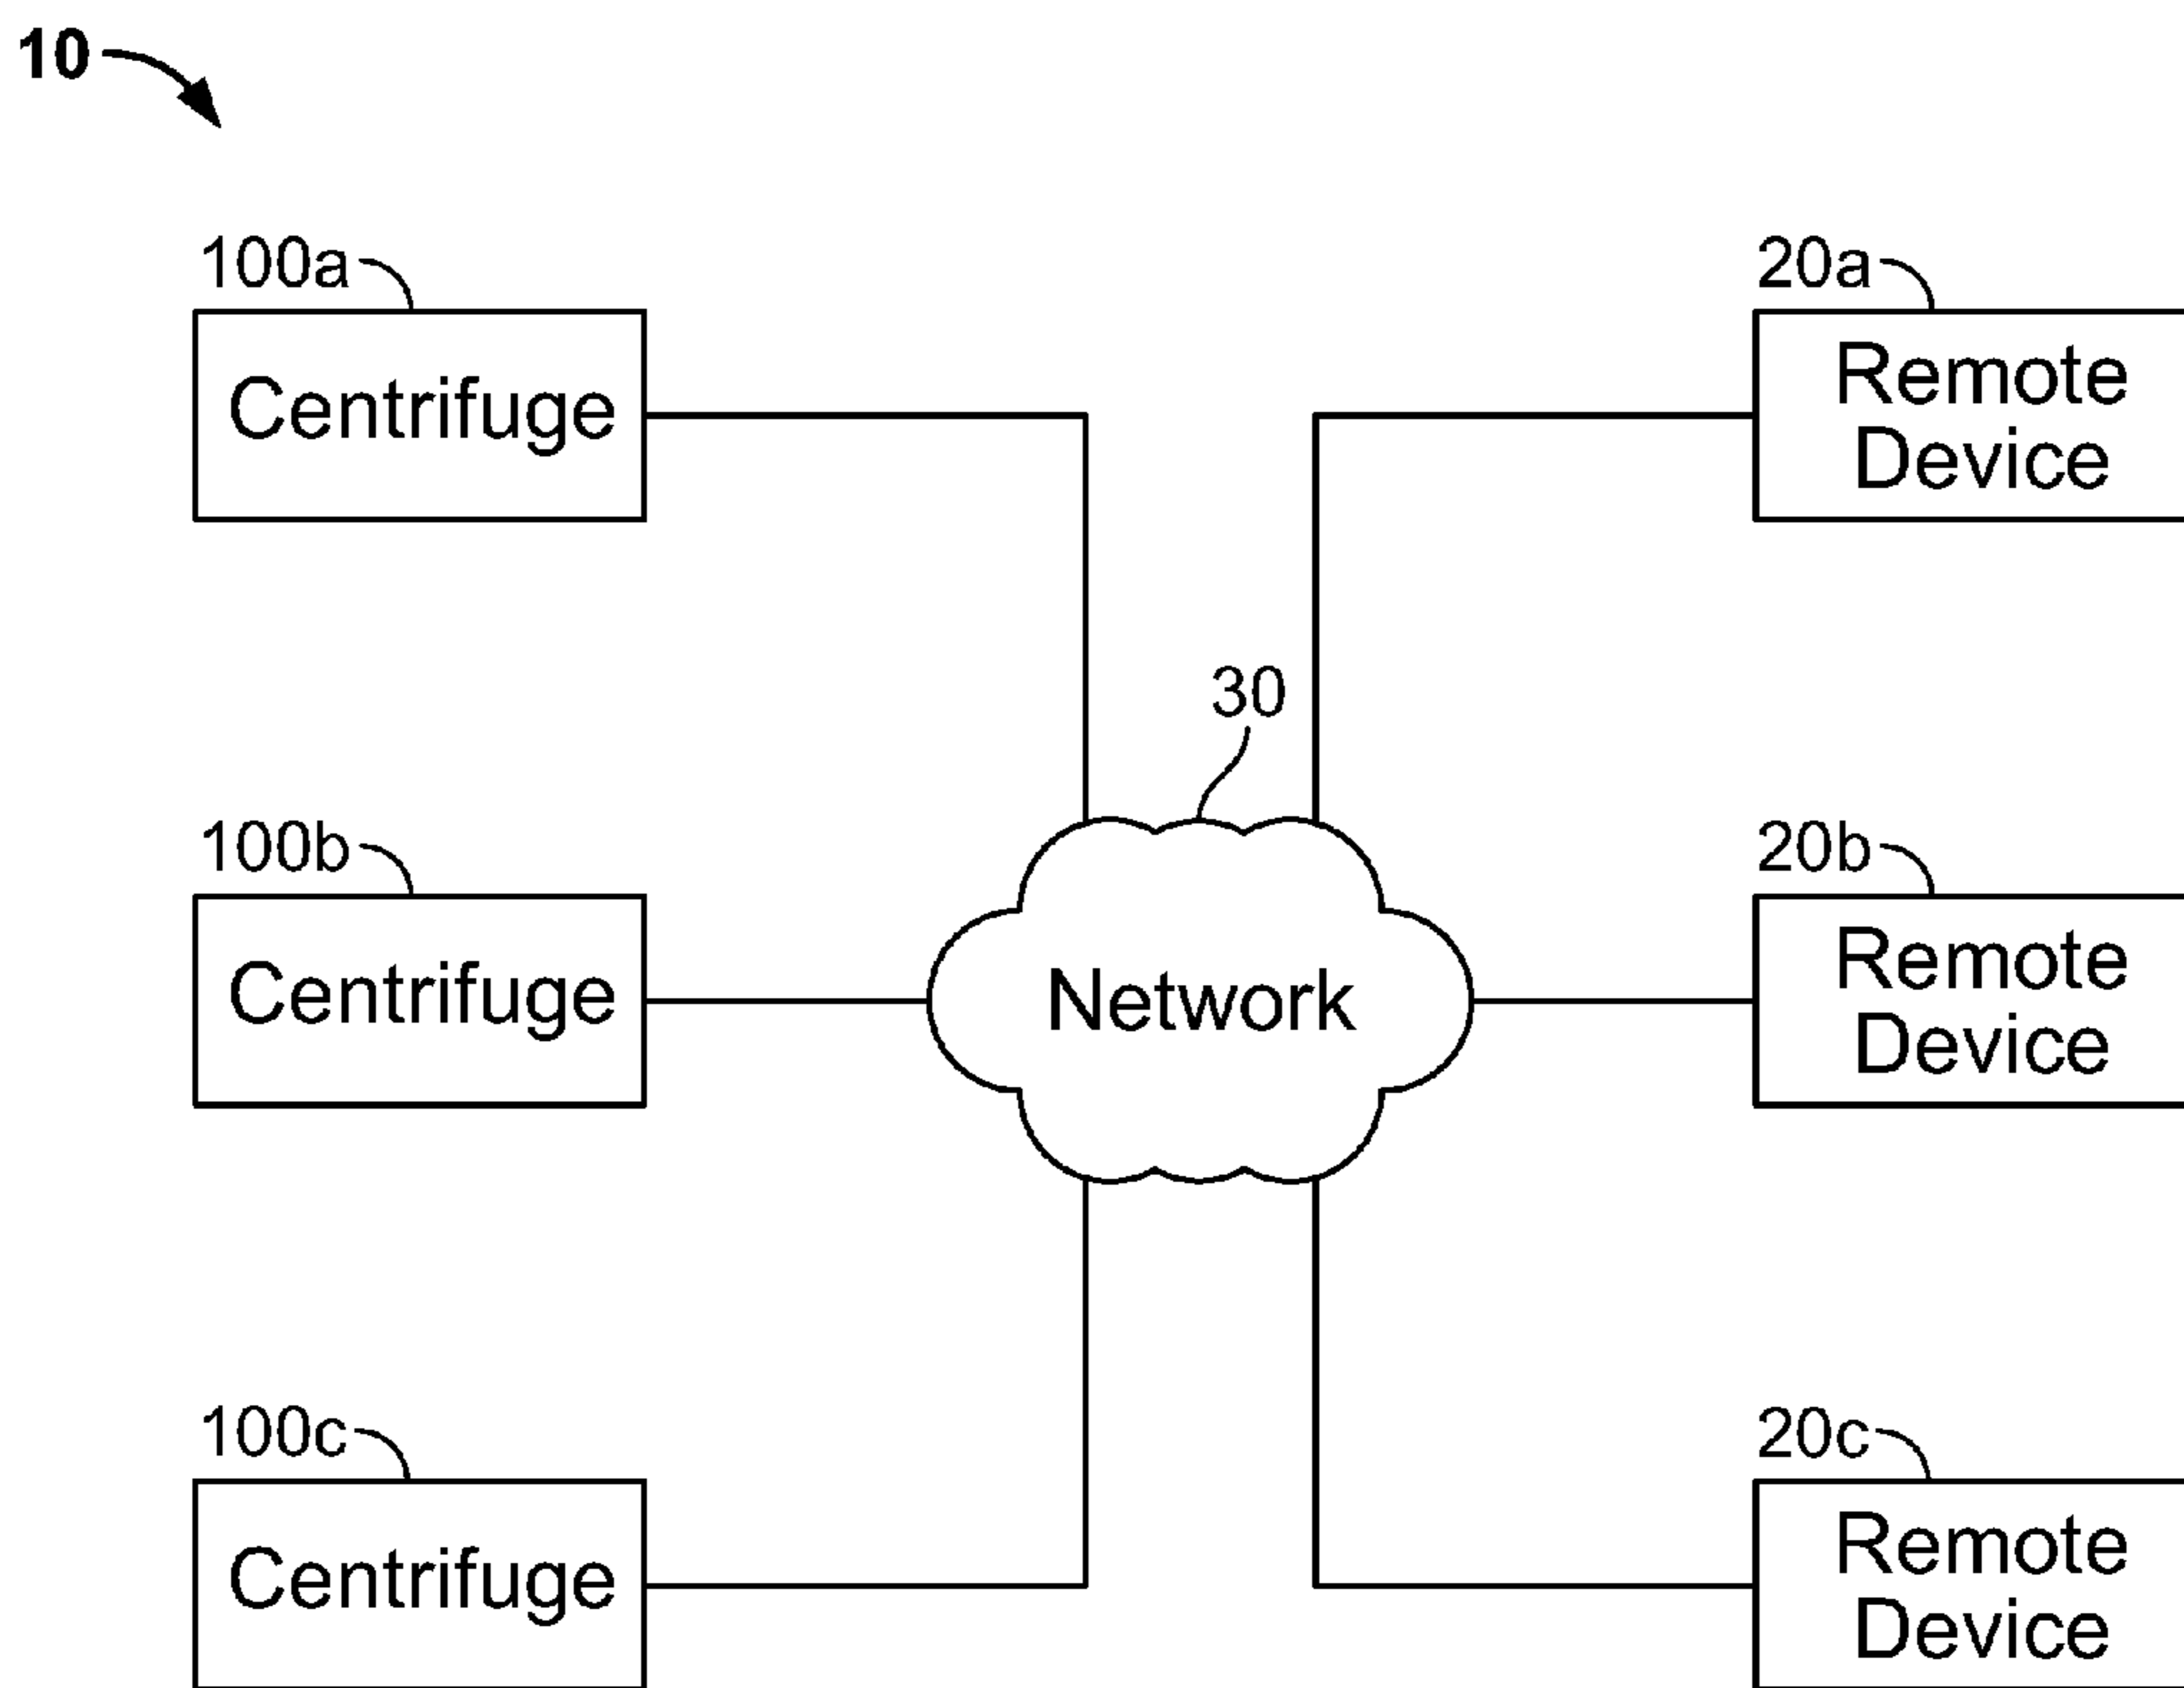 10
100a
20a
Centrifuge
Remote
Device
30
100b
20b
Centrifuge
Network
Remote
Device
100c
20c
Centrifuge
Remote
Device